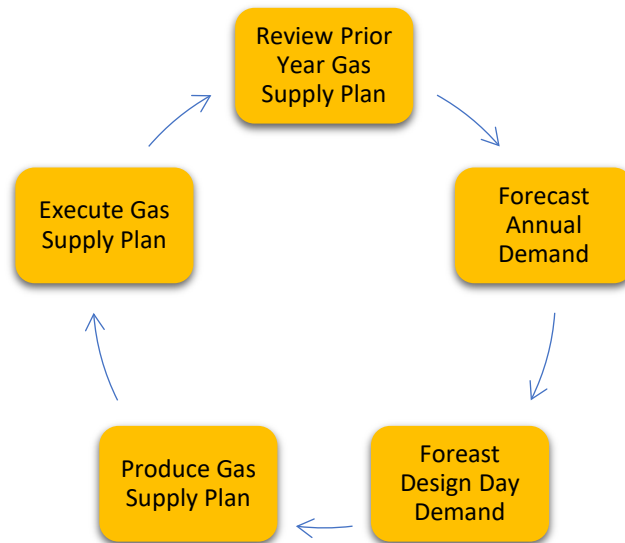 Review Prior
Year Gas
Supply Plan
Forecast
Annual
Demand
Foreast
Design Day
Demand
Produce Gas
Supply Plan
Execute Gas
Supply Plan